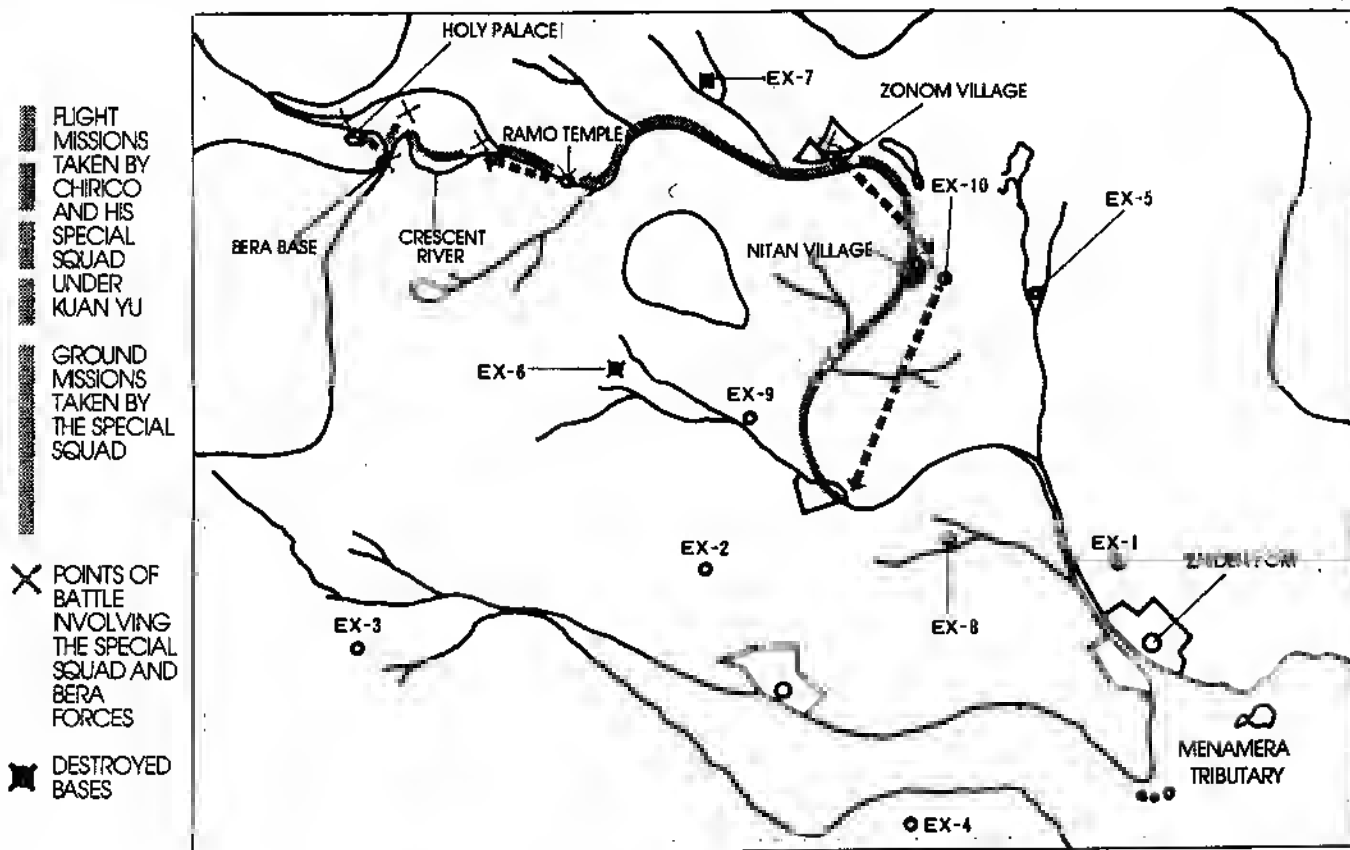 FLIGHT
MISSIONS
TAKEN BY
CHIRICO
AND HIS
SPECIAL
SQUAD
UNDER
KUAN YU
GROUND
MISSIONS
TAKEN BY
THE SPECIAL
SQUAD
POINTS OF
BATTLE
INVOLVING
THE SPECIAL
SQUAD AND
BERA
FORCES
DESTROYED
BASES
HOLY PALACE
EX-7
ZONOM VILLAGE
RAMO TEMPLE
EX-10
EX-5
BERA BASE
CRESCENT
RIVER
NITAN VILLAGE
EX-6
EX-9
EX-2
EX-1
EX-3
EX-8
MENAMERA
TRIBUTARY
EX-4